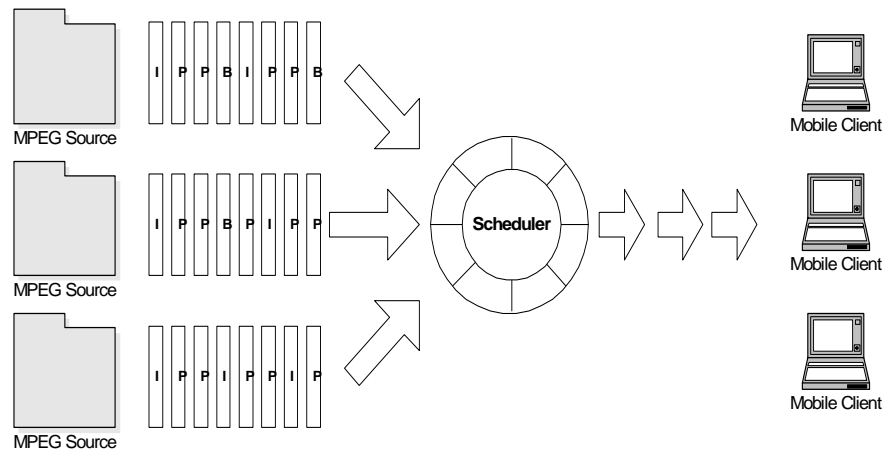 I P P B I P P B
MPEG Source
Mobile Client
I P P B P I P P
Scheduler
MPEG Source
Mobile Client
I P P I P P I P
MPEG Source
Mobile Client